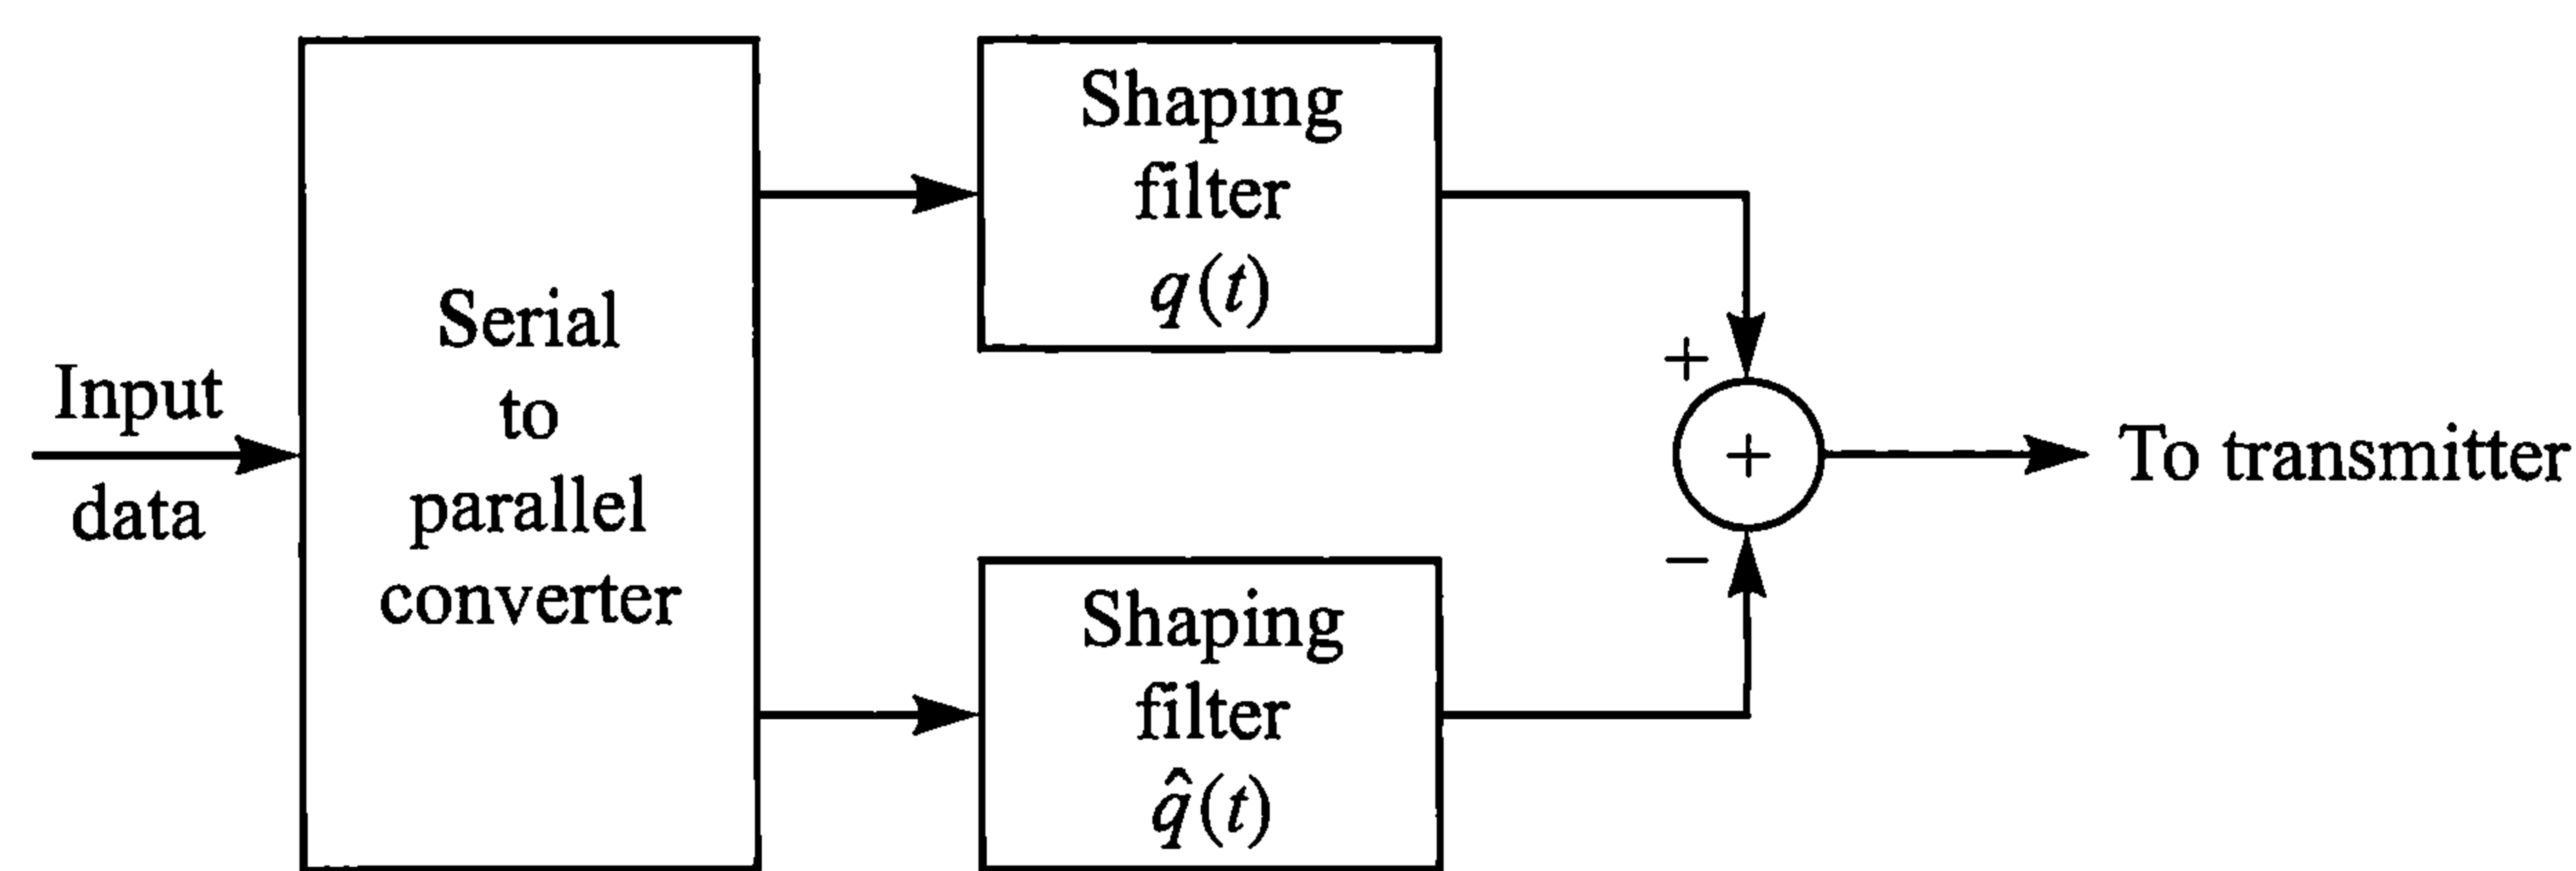 Input
data
Serial
to
parallel
converter
Shaping
filter
q(t)
+
−
+
To transmitter
Shaping
filter
q̂(t)